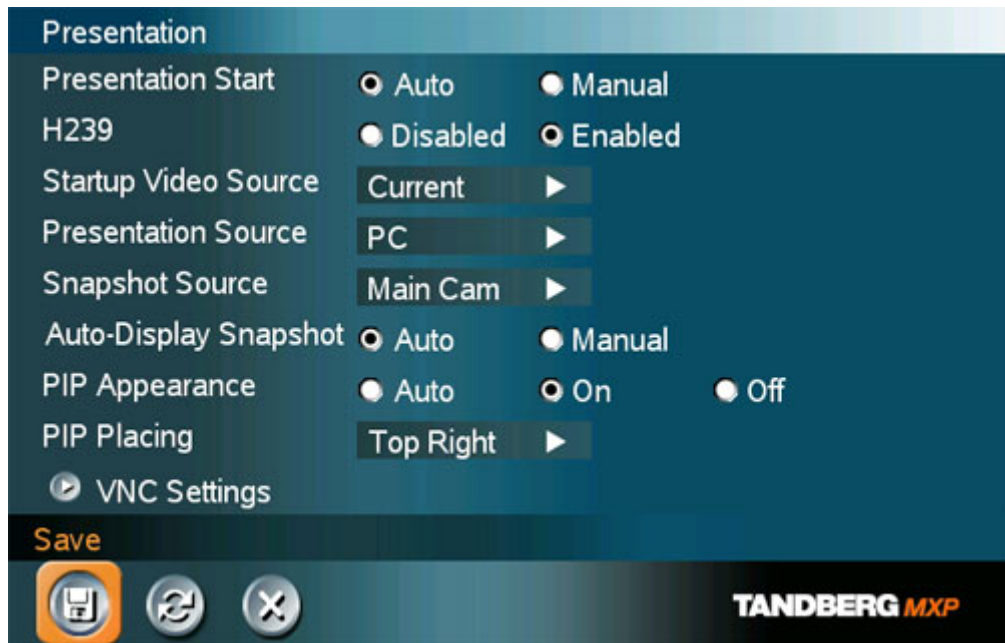 Presentation
Presentation Start Auto Manual
H239 Disabled Enabled
Startup Video Source Current
Presentation Source PC
Snapshot Source Main Cam
Auto-Display Snapshot Auto Manual
PIP Appearance Auto On Off
PIP Placing Top Right
VNC Settings
Save
TANDBERG MXP